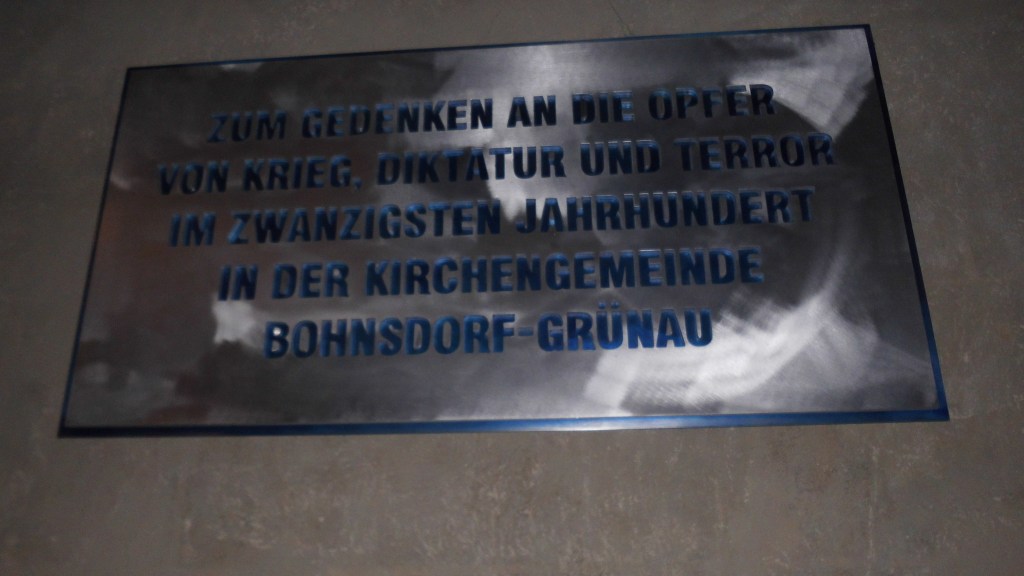 ZUM GEDENKEN AN DIE OPFER
VON KRIEG, DIKTATUR UND TERROR
IM ZWANZIGSTEN JAHRHUNDERT
IN DER KIRCHENGEMEINDE
BOHNSDORF-GRÜNAU